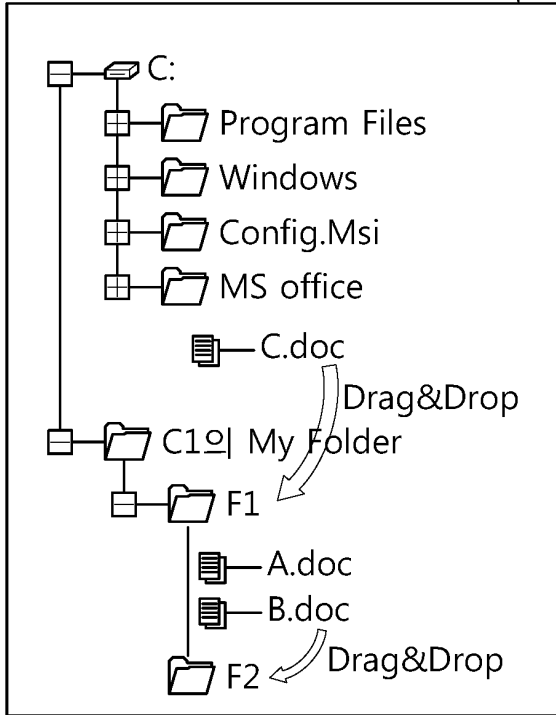 C:
Program Files
Windows
Config.Msi
MS office
C.doc
Drag&Drop
C1의 My Folder
F1
A.doc
B.doc
F2
Drag&Drop